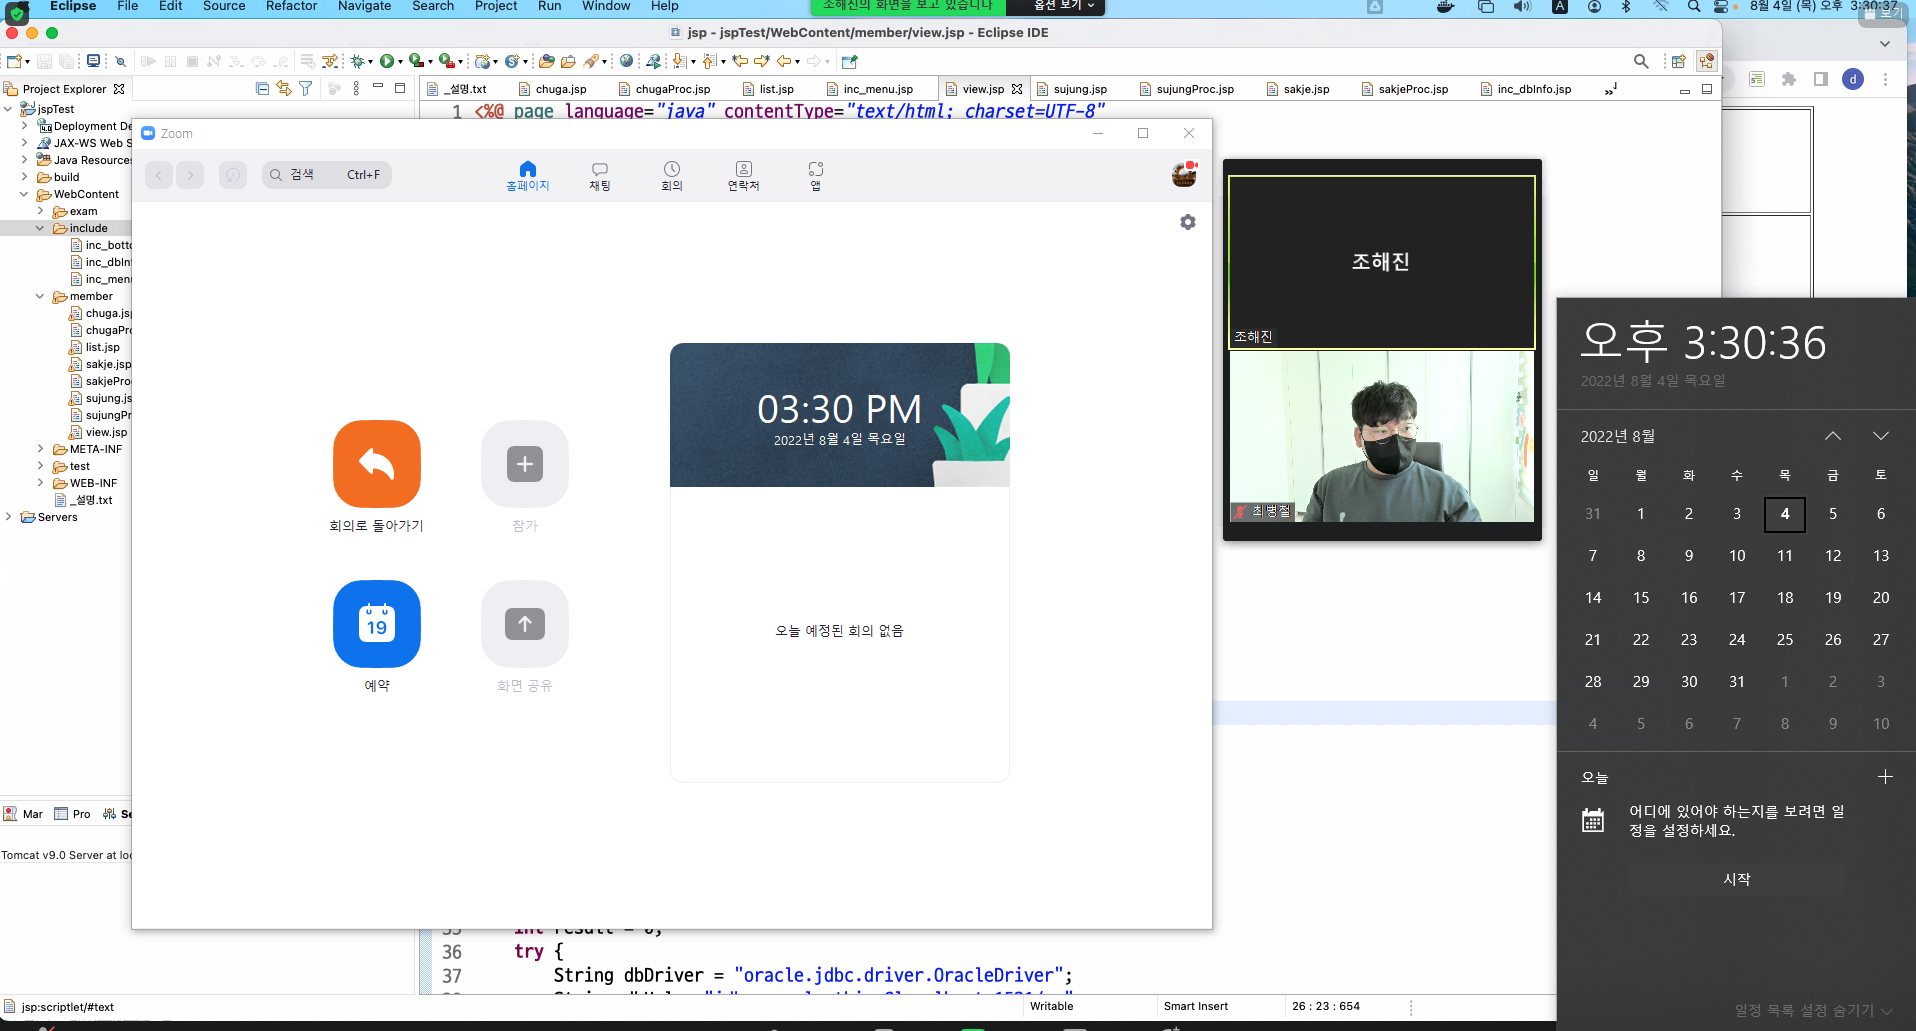 Eclipse File Edit Source Refactor Navigate Search Project Run Window Help
조해진의 화면을 보고 있습니다 옵션 보기
8월 4일 (목) 오후 3:30:37
보기
jsp - jspTest/WebContent/member/view.jsp - Eclipse IDE
Project Explorer
_설명.txt chuga.jsp chugaProc.jsp list.jsp inc_menu.jsp view.jsp sujung.jsp sujungProc.jsp sakje.jsp sakjeProc.jsp inc_dbInfo.jsp
d
1 <%@ page language="java" contentType="text/html; charset=UTF-8"
jspTest
Deployment De
JAX-WS Web S
Java Resources
build
WebContent
exam
include
inc_botto
inc_dbInf
inc_menu
member
chuga.jsp
chugaPro
list.jsp
sakje.jsp
sakjePro
sujung.js
sujungPr
view.jsp
META-INF
test
WEB-INF
_설명.txt
Servers
Mar Pro Se
Tomcat v9.0 Server at loc
Zoom
검색 Ctrl+F
홈페이지 채팅 회의 연락처 앱
회의로 돌아가기
참가
19
예약
화면 공유
03:30 PM
2022년 8월 4일 목요일
오늘 예정된 회의 없음
조해진
조해진
최병철
오후 3:30:36
2022년 8월 4일 목요일
2022년 8월
일 월 화 수 목 금 토
31 1 2 3 4 5 6
7 8 9 10 11 12 13
14 15 16 17 18 19 20
21 22 23 24 25 26 27
28 29 30 31 1 2 3
4 5 6 7 8 9 10
오늘
어디에 있어야 하는지를 보려면 일
정을 설정하세요.
시작
일정 목록 설정 숨기기
35 int result = 0;
36 try {
37 String dbDriver = "oracle.jdbc.driver.OracleDriver";
jsp:scriptlet/#text
Writable Smart Insert 26 : 23 : 654